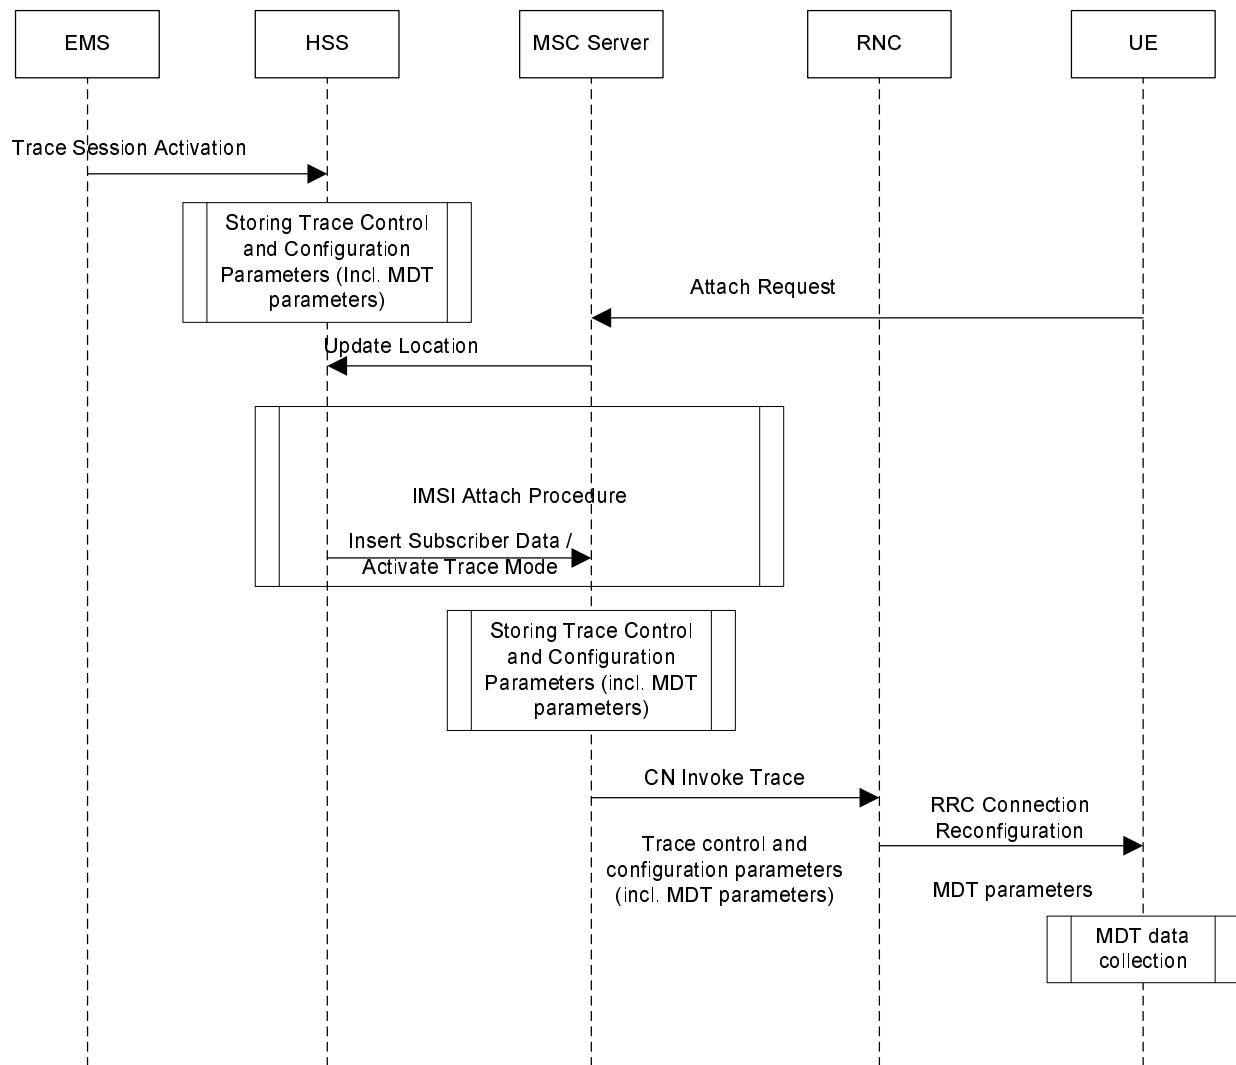 EMS
HSS
MSC Server
RNC
UE
Trace Session Activation
Storing Trace Control
and Configuration
Parameters (Incl. MDT
parameters)
Attach Request
Update Location
IMSI Attach Procedure
Insert Subscriber Data /
Activate Trace Mode
Storing Trace Control
and Configuration
Parameters (incl. MDT
parameters)
CN Invoke Trace
RRC Connection
Reconfiguration
Trace control and
configuration parameters
(incl. MDT parameters)
MDT parameters
MDT data
collection